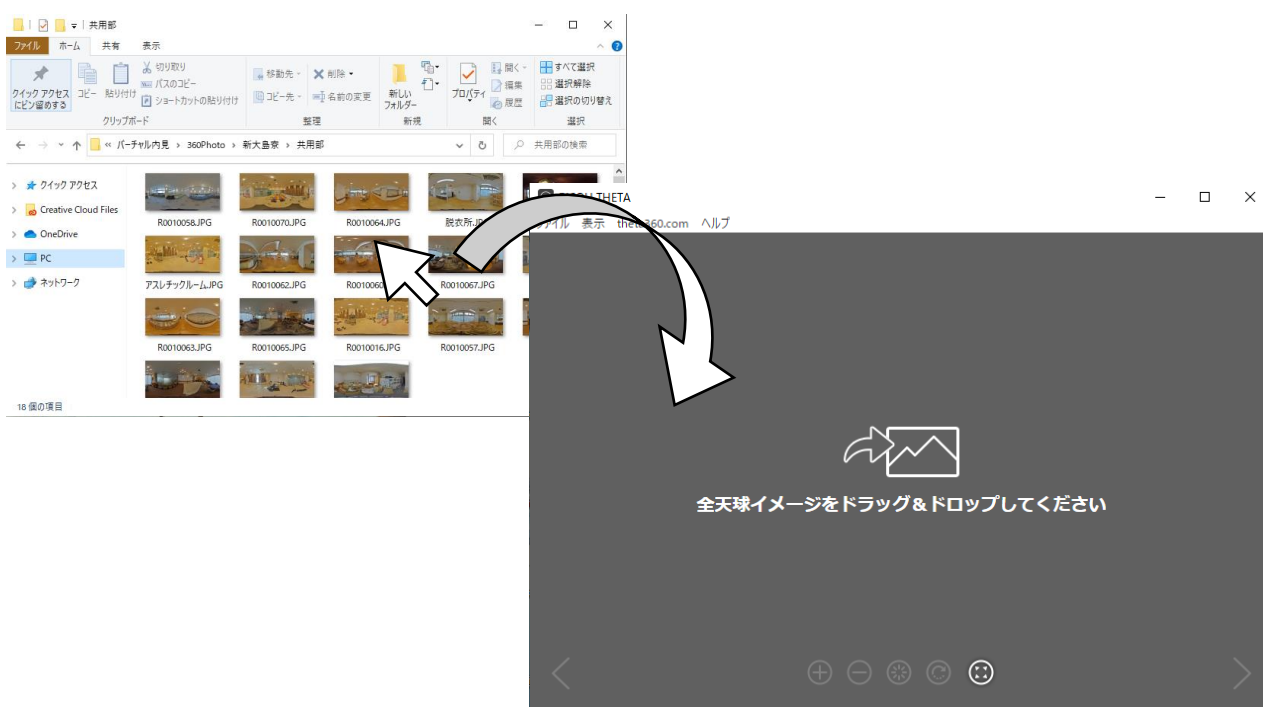 共用部
ファイル ホーム 共有 表示
クイック アクセスにピン留めする
コピー
貼り付け
切り取り
パスのコピー
ショートカットの貼り付け
クリップボード
移動先
コピー先
削除
名前の変更
整理
新しいフォルダー
新規
プロパティ
開く
編集
履歴
開く
すべて選択
選択解除
選択の切り替え
選択
« バーチャル内見 › 360Photo › 新大島寮 › 共用部
共用部の検索
クイック アクセス
Creative Cloud Files
OneDrive
PC
ネットワーク
R0010058.JPG R0010070.JPG R0010064.JPG 脱衣所.JP
アスレチックルーム.JPG R0010062.JPG R0010060 R0010067.JPG
R0010063.JPG R0010065.JPG R0010016.JPG R0010057.JPG
18 個の項目
THETA
表示 theta360.com ヘルプ
全天球イメージをドラッグ&ドロップしてください